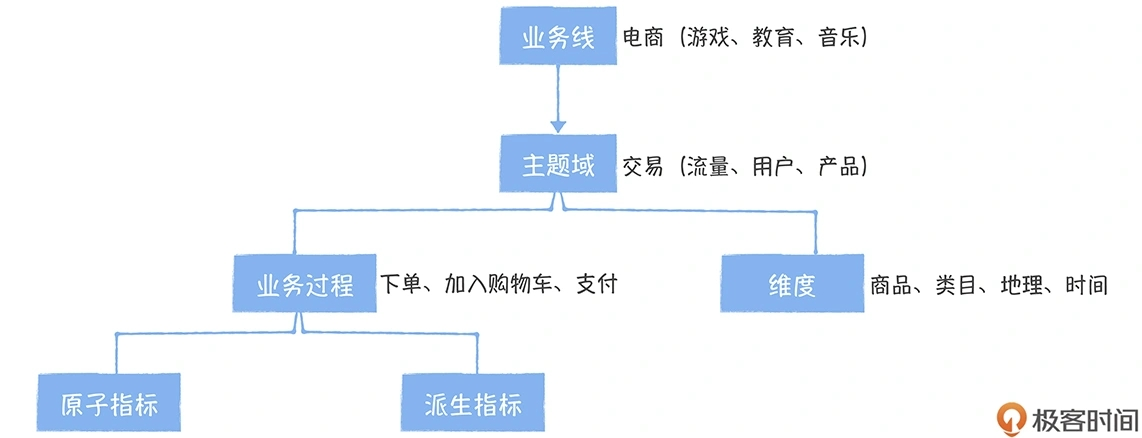 业务线 电商（游戏、教育、音乐）
主题域 交易（流量、用户、产品）
业务过程 下单、加入购物车、支付
维度 商品、类目、地理、时间
原子指标
派生指标
极客时间